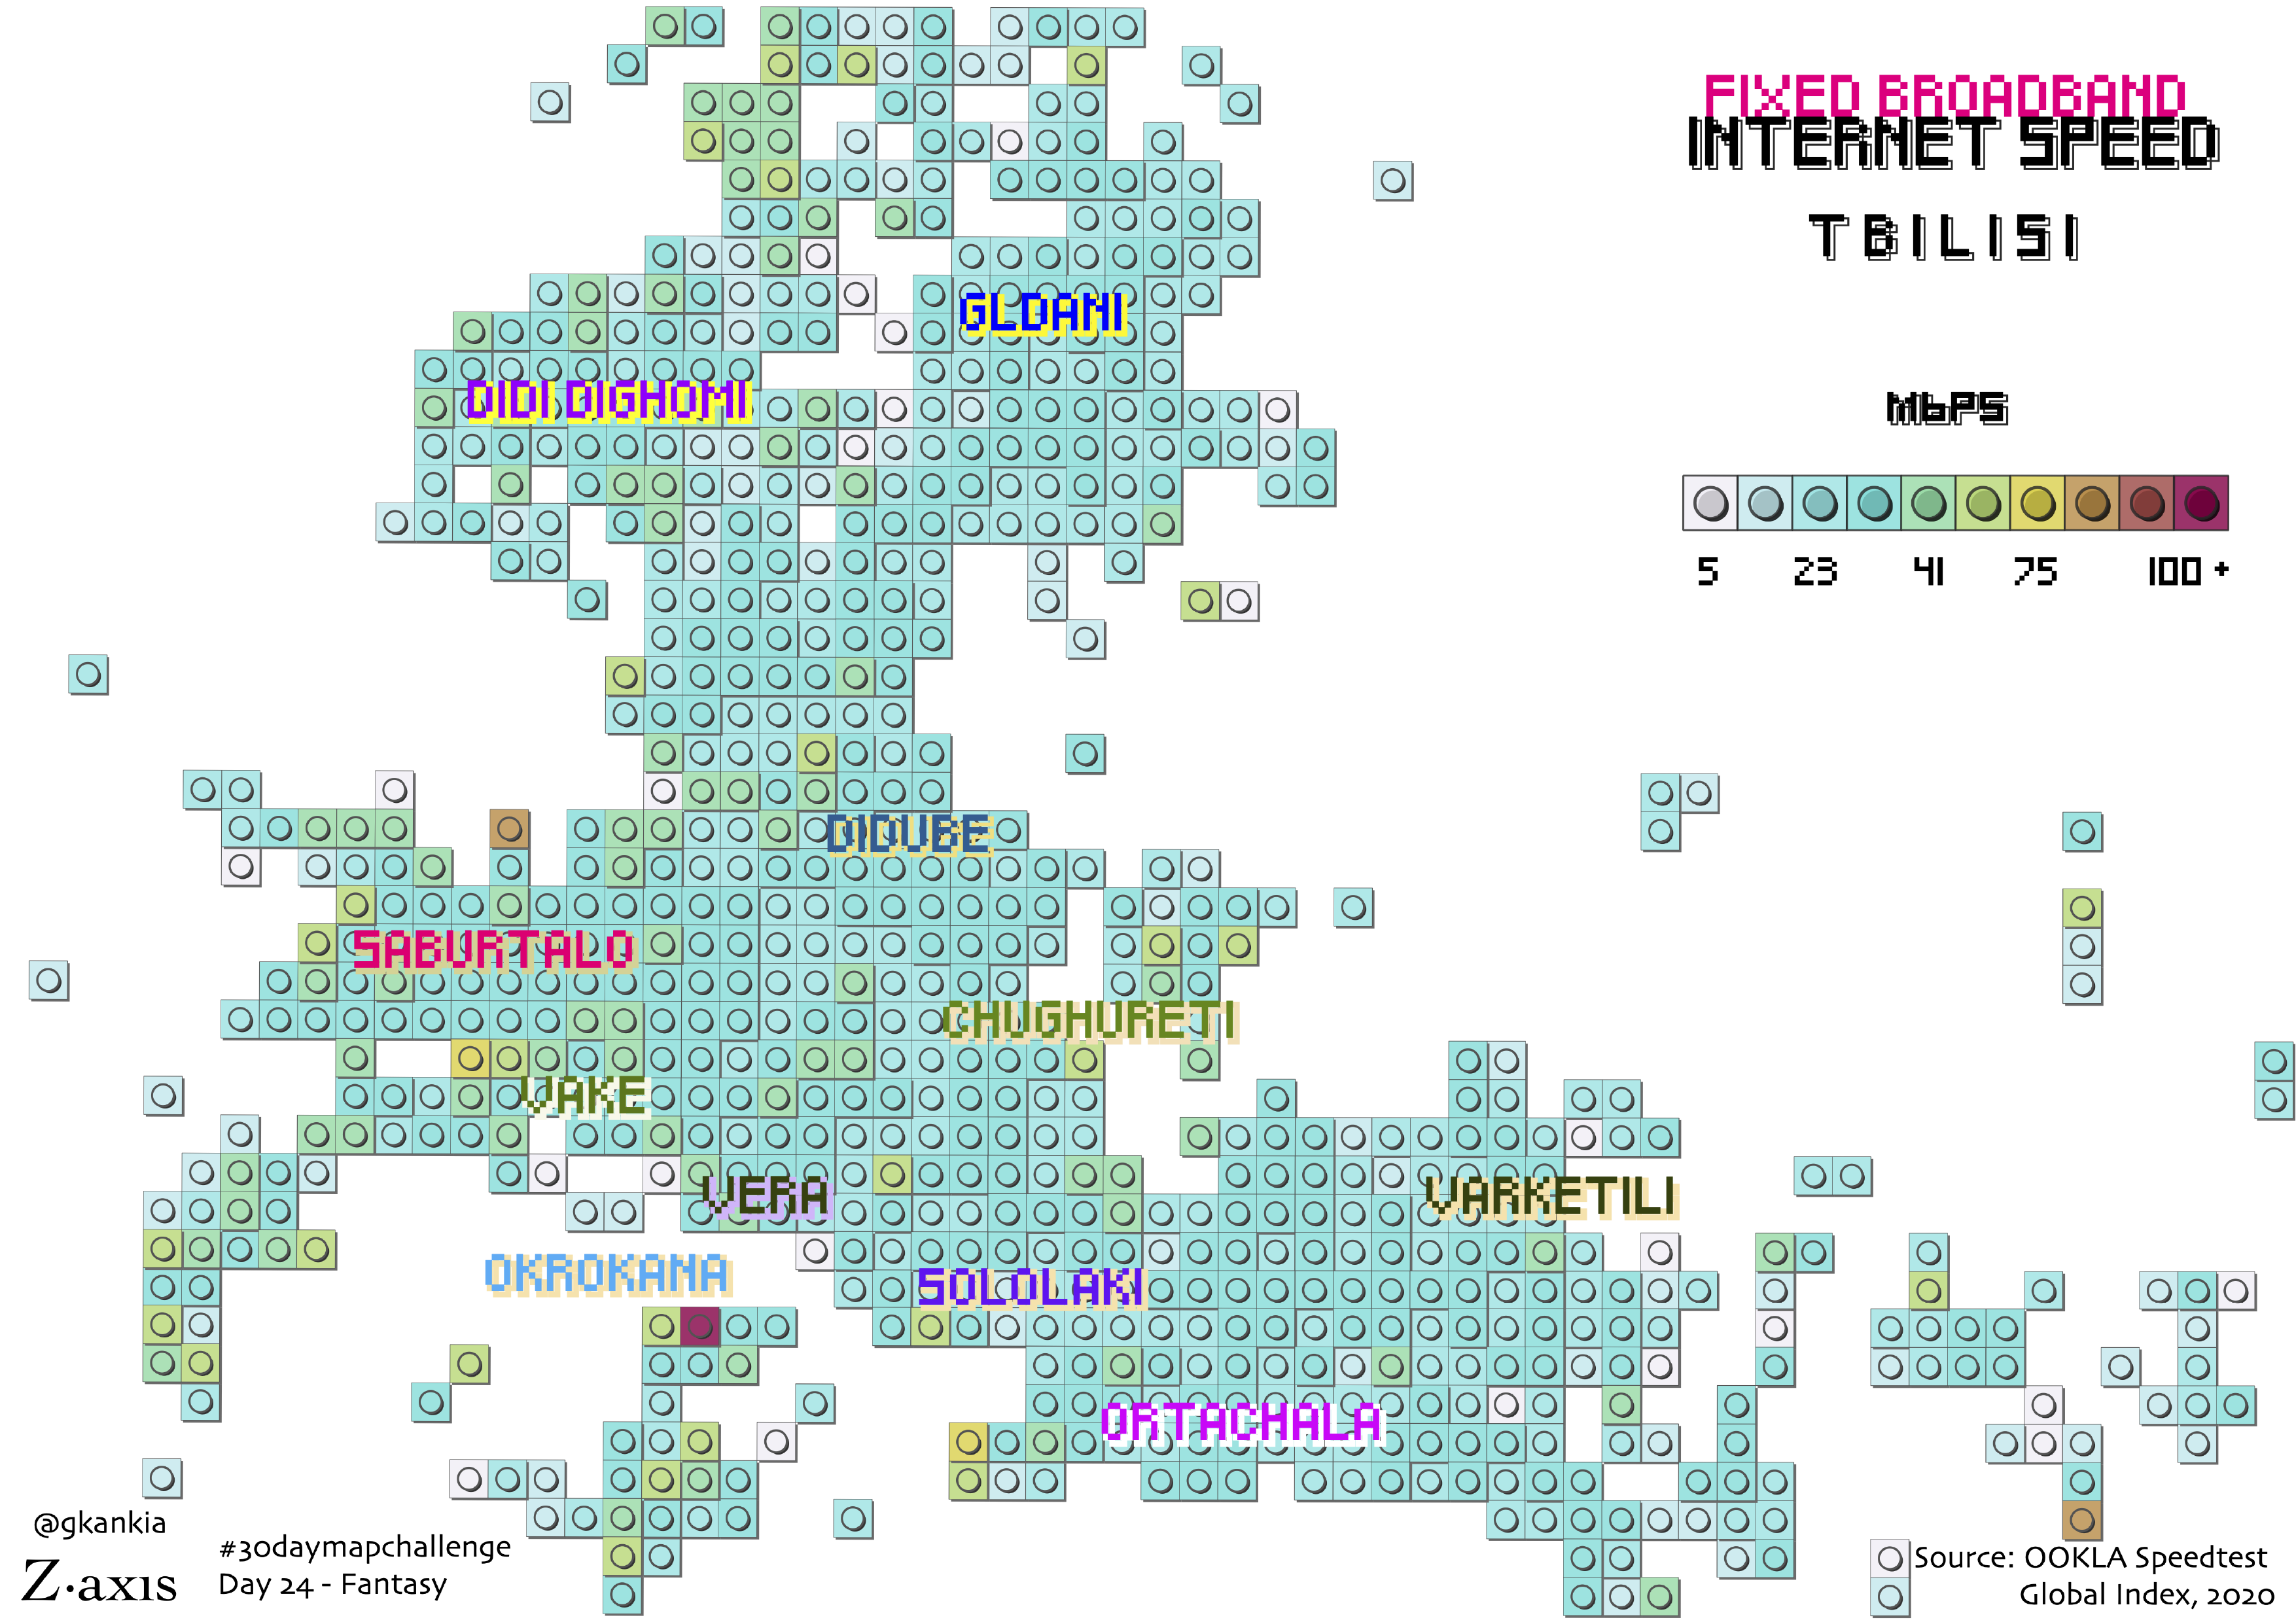 FIXED BROADBAND
INTERNET SPEED
TBILISI
MbPS
5 23 41 75 100 +
GLDANI
DIDI DIGHOMI
DIDUBE
SABURTALO
CHUGHURETI
VAKE
VERA
VARKETILI
OKROKANA
SOLOLAKI
ORTACHALA
@gkankia
Z.axis
#30daymapchallenge
Day 24 - Fantasy
Source: OOKLA Speedtest
Global Index, 2020